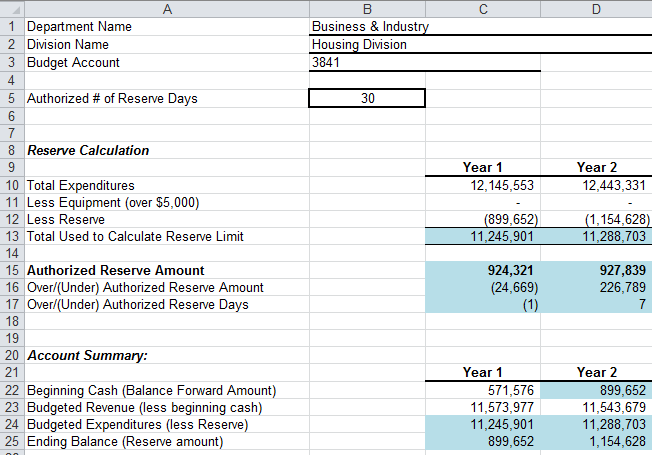 A B C D
1 Department Name Business & Industry
2 Division Name Housing Division
3 Budget Account 3841
4
5 Authorized # of Reserve Days 30
6
7
8 Reserve Calculation
9 Year 1 Year 2
10 Total Expenditures 12,145,553 12,443,331
11 Less Equipment (over $5,000) - -
12 Less Reserve (899,652) (1,154,628)
13 Total Used to Calculate Reserve Limit 11,245,901 11,288,703
14
15 Authorized Reserve Amount 924,321 927,839
16 Over/(Under) Authorized Reserve Amount (24,669) 226,789
17 Over/(Under) Authorized Reserve Days (1) 7
18
19
20 Account Summary:
21 Year 1 Year 2
22 Beginning Cash (Balance Forward Amount) 571,576 899,652
23 Budgeted Revenue (less beginning cash) 11,573,977 11,543,679
24 Budgeted Expenditures (less Reserve) 11,245,901 11,288,703
25 Ending Balance (Reserve amount) 899,652 1,154,628